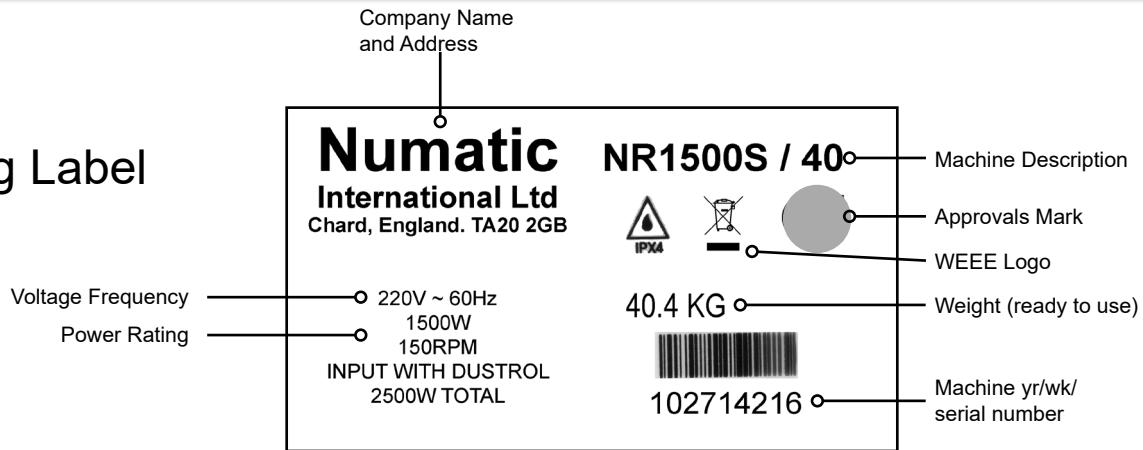 Company Name
and Address
g Label
Numatic
International Ltd
Chard, England. TA20 2GB
NR1500S / 40
Machine Description
IPX4
Approvals Mark
WEEE Logo
Voltage Frequency
220V ~ 60Hz
Power Rating
1500W
150RPM
INPUT WITH DUSTROL
2500W TOTAL
40.4 KG
Weight (ready to use)
102714216
Machine yr/wk/
serial number